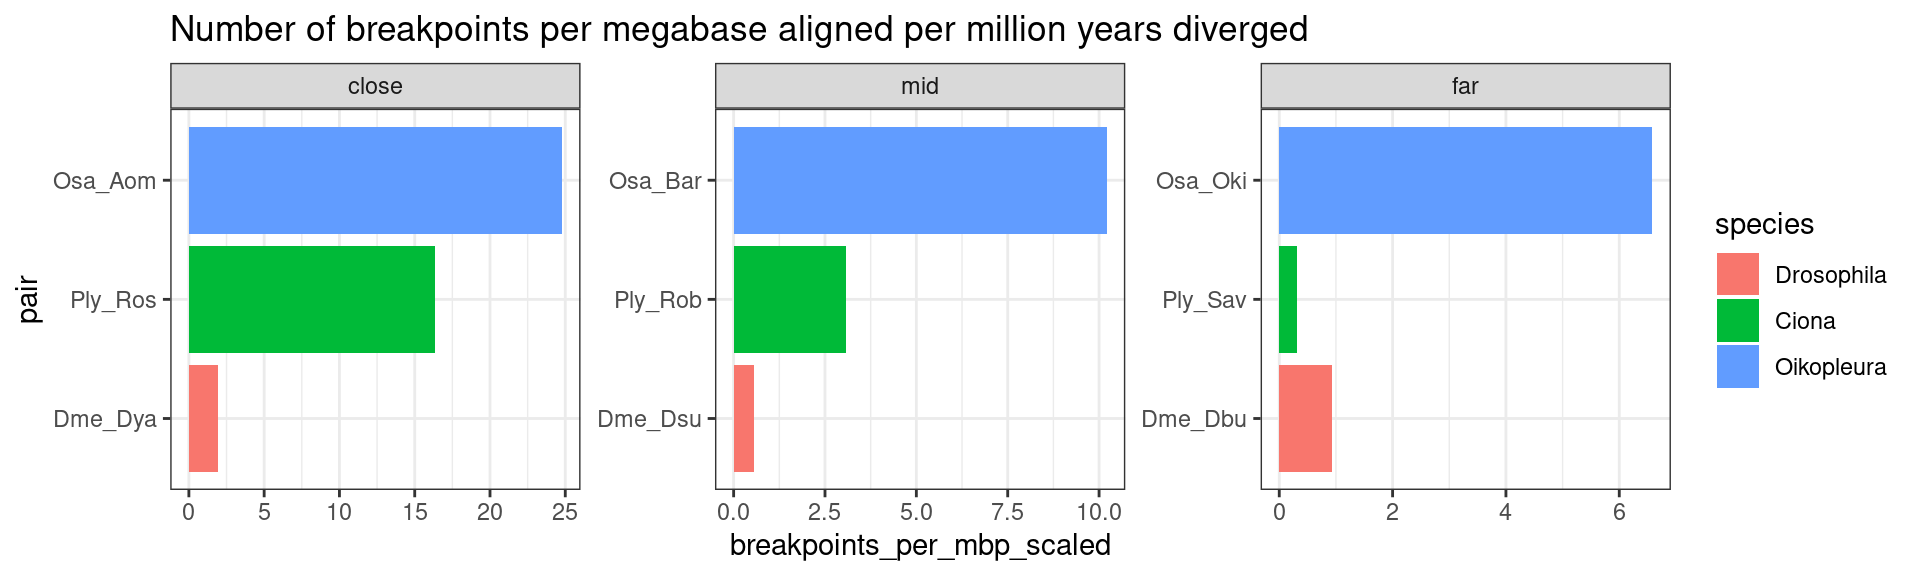 Number of breakpoints per megabase aligned per million years diverged
close
mid
far
pair
Osa_Aom
Ply_Ros
Dme_Dya
0 5 10 15 20 25
Osa_Bar
Ply_Rob
Dme_Dsu
0.0 2.5 5.0 7.5 10.0
Osa_Oki
Ply_Sav
Dme_Dbu
0 2 4 6
breakpoints_per_mbp_scaled
species
Drosophila
Ciona
Oikopleura